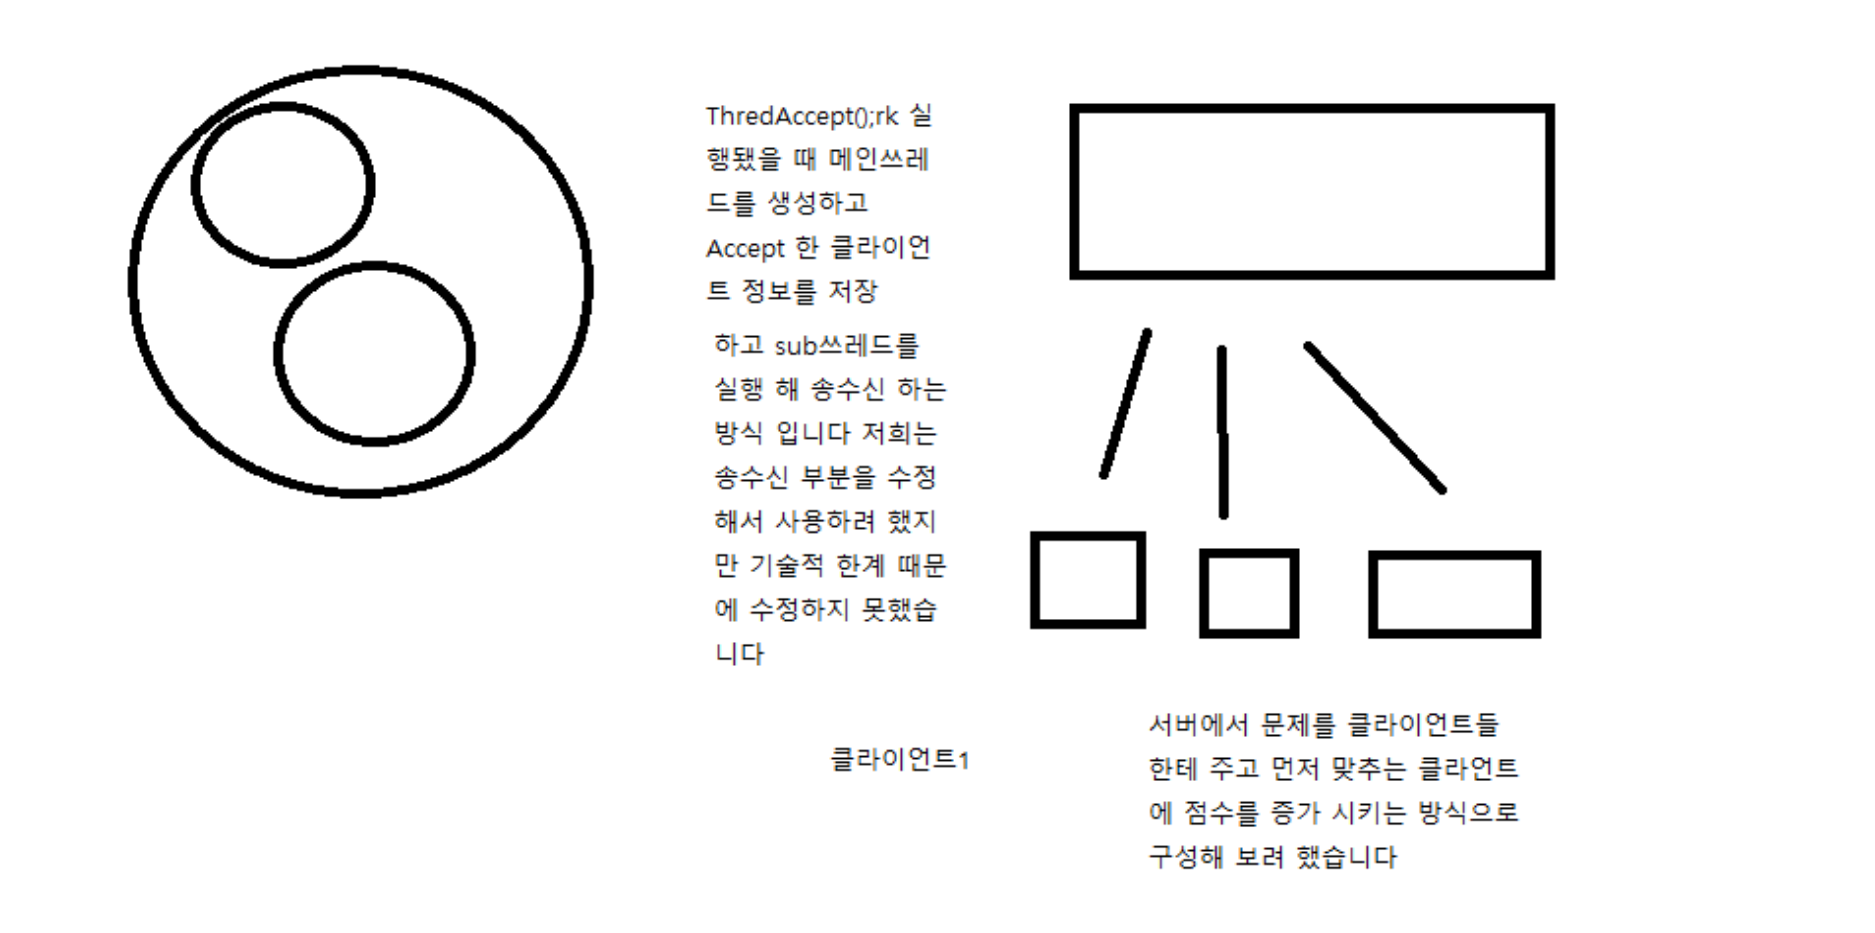 ThredAccept();rk 실
행됐을 때 메인쓰레
드를 생성하고
Accept 한 클라이언
트 정보를 저장
하고 sub쓰레드를
실행 해 송수신 하는
방식 입니다 저희는
송수신 부분을 수정
해서 사용하려 했지
만 기술적 한계 때문
에 수정하지 못했습
니다
클라이언트1
서버에서 문제를 클라이언트들
한테 주고 먼저 맞추는 클라언트
에 점수를 증가 시키는 방식으로
구성해 보려 했습니다